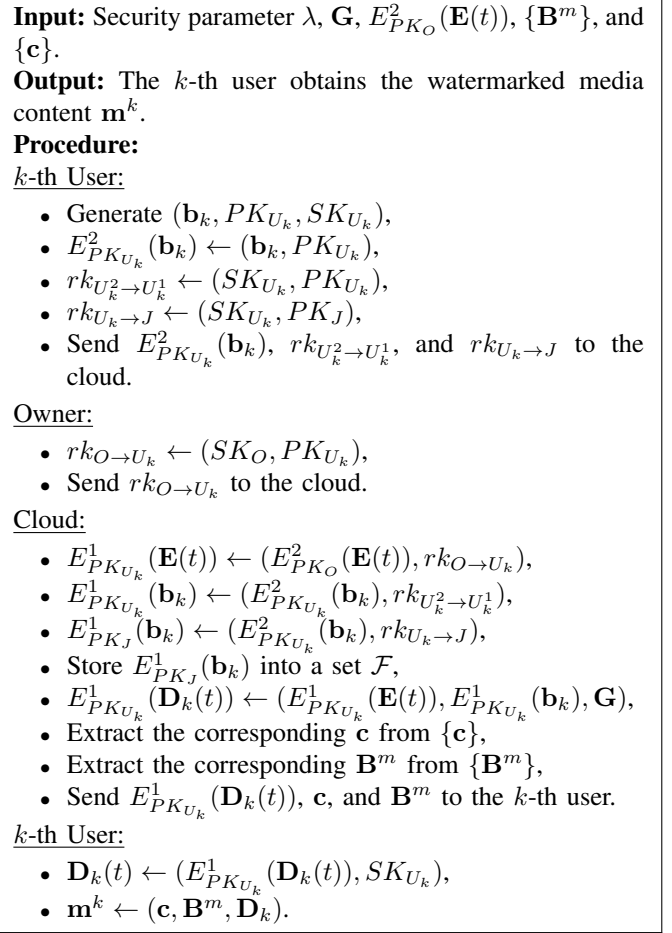 Input: Security parameter λ, G, E²_{PK_O}(E(t)), {B^m}, and
{c}.
Output: The k-th user obtains the watermarked media
content m^k.
Procedure:
k-th User:
• Generate (b_k, PK_{U_k}, SK_{U_k}),
• E²_{PK_{U_k}}(b_k) ← (b_k, PK_{U_k}),
• rk_{U_k^2→U_k^1} ← (SK_{U_k}, PK_{U_k}),
• rk_{U_k→J} ← (SK_{U_k}, PK_J),
• Send E²_{PK_{U_k}}(b_k), rk_{U_k^2→U_k^1}, and rk_{U_k→J} to the
cloud.
Owner:
• rk_{O→U_k} ← (SK_O, PK_{U_k}),
• Send rk_{O→U_k} to the cloud.
Cloud:
• E¹_{PK_{U_k}}(E(t)) ← (E²_{PK_O}(E(t)), rk_{O→U_k}),
• E¹_{PK_{U_k}}(b_k) ← (E²_{PK_{U_k}}(b_k), rk_{U_k^2→U_k^1}),
• E¹_{PK_J}(b_k) ← (E²_{PK_{U_k}}(b_k), rk_{U_k→J}),
• Store E¹_{PK_J}(b_k) into a set ℱ,
• E¹_{PK_{U_k}}(D_k(t)) ← (E¹_{PK_{U_k}}(E(t)), E¹_{PK_{U_k}}(b_k), G),
• Extract the corresponding c from {c},
• Extract the corresponding B^m from {B^m},
• Send E¹_{PK_{U_k}}(D_k(t)), c, and B^m to the k-th user.
k-th User:
• D_k(t) ← (E¹_{PK_{U_k}}(D_k(t)), SK_{U_k}),
• m^k ← (c, B^m, D_k).